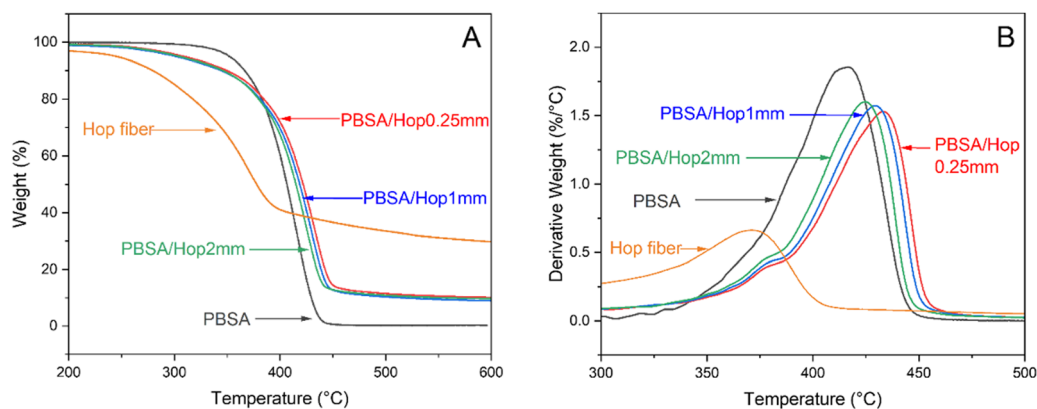 A
100
80
60
40
20
0
Weight (%)
Hop fiber
PBSA/Hop0.25mm
PBSA/Hop1mm
PBSA/Hop2mm
PBSA
200
300
400
500
600
Temperature (°C)
B
2.0
1.5
1.0
0.5
0.0
Derivative Weight (%/°C)
PBSA/Hop1mm
PBSA/Hop
0.25mm
PBSA/Hop2mm
PBSA
Hop fiber
300
350
400
450
500
Temperature (°C)